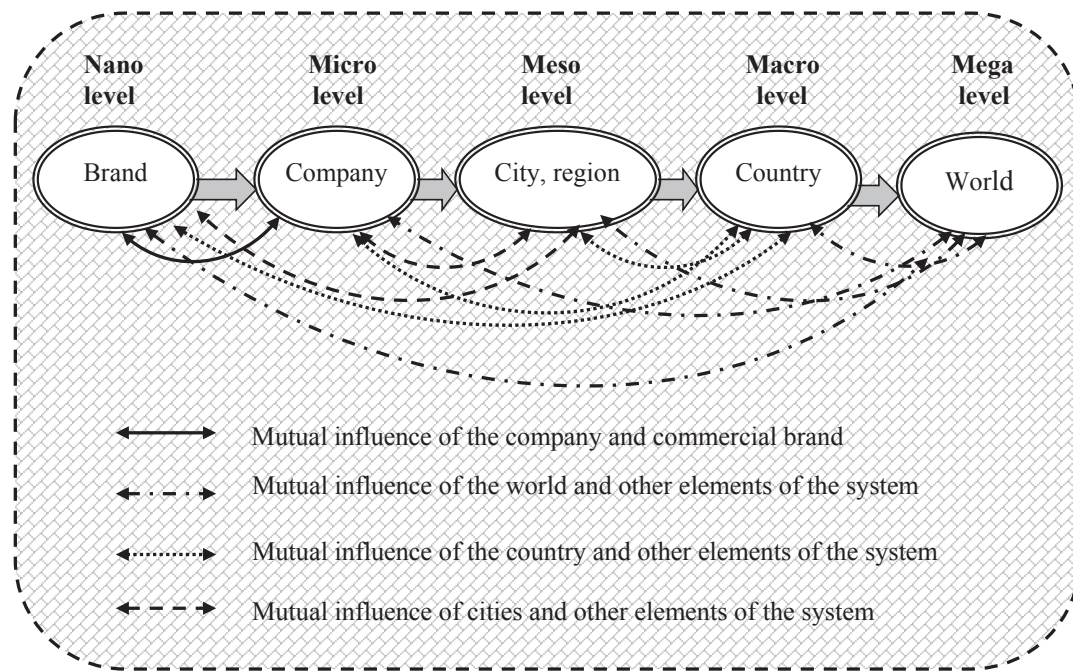 Nano level
Micro level
Meso level
Macro level
Mega level
Brand
Company
City, region
Country
World
Mutual influence of the company and commercial brand
Mutual influence of the world and other elements of the system
Mutual influence of the country and other elements of the system
Mutual influence of cities and other elements of the system